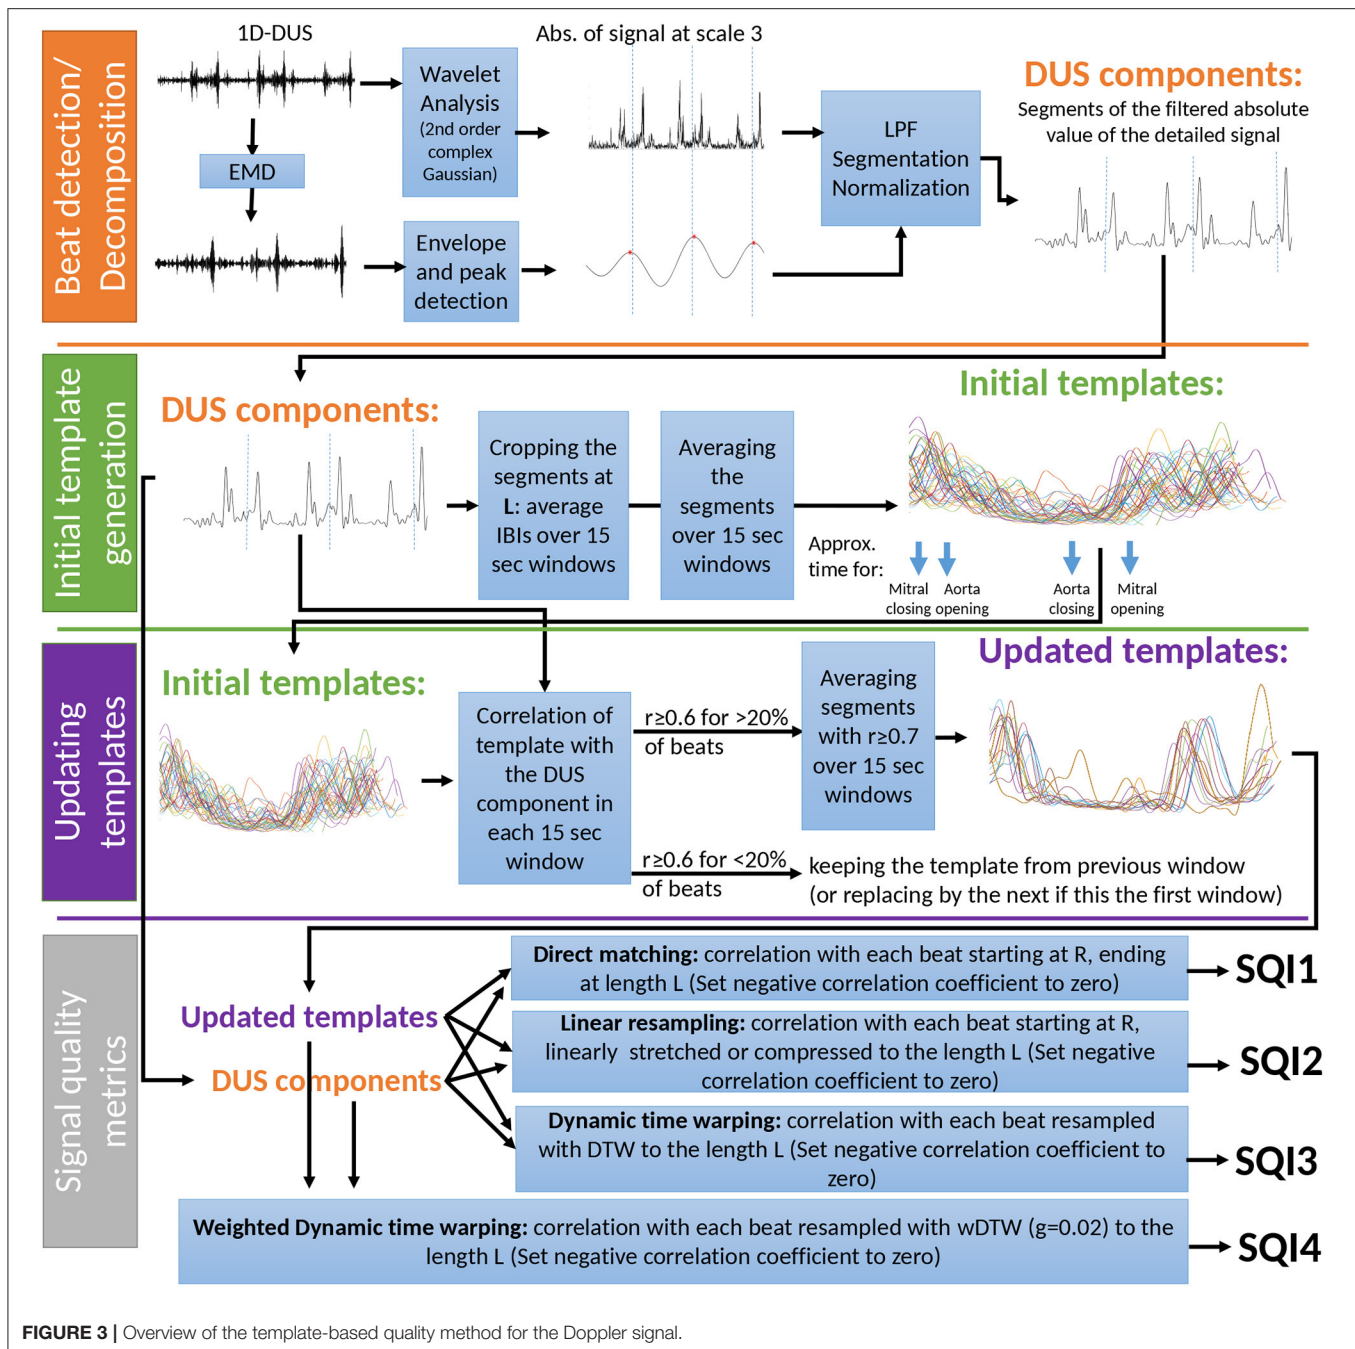 Beat detection/
Decomposition
1D-DUS
EMD
Wavelet
Analysis
(2nd order
complex
Gaussian)
Envelope
and peak
detection
Abs. of signal at scale 3
LPF
Segmentation
Normalization
DUS components:
Segments of the filtered absolute
value of the detailed signal
Initial template
generation
DUS components:
Cropping the
segments at
L: average
IBIs over 15
sec windows
Averaging
the
segments
over 15 sec
windows
Initial templates:
Approx.
time for:
Mitral
closing
Aorta
opening
Aorta
closing
Mitral
opening
Updating
templates
Initial templates:
Correlation of
template with
the DUS
component in
each 15 sec
window
r≥0.6 for >20%
of beats
Averaging
segments
with r≥0.7
over 15 sec
windows
Updated templates:
r≥0.6 for <20%
of beats
keeping the template from previous window
(or replacing by the next if this the first window)
Signal quality
metrics
Updated templates
DUS components
Direct matching: correlation with each beat starting at R, ending
at length L (Set negative correlation coefficient to zero)
SQI1
Linear resampling: correlation with each beat starting at R,
linearly stretched or compressed to the length L (Set negative
correlation coefficient to zero)
SQI2
Dynamic time warping: correlation with each beat resampled
with DTW to the length L (Set negative correlation coefficient to
zero)
SQI3
Weighted Dynamic time warping: correlation with each beat resampled with wDTW (g=0.02) to the
length L (Set negative correlation coefficient to zero)
SQI4
FIGURE 3 | Overview of the template-based quality method for the Doppler signal.